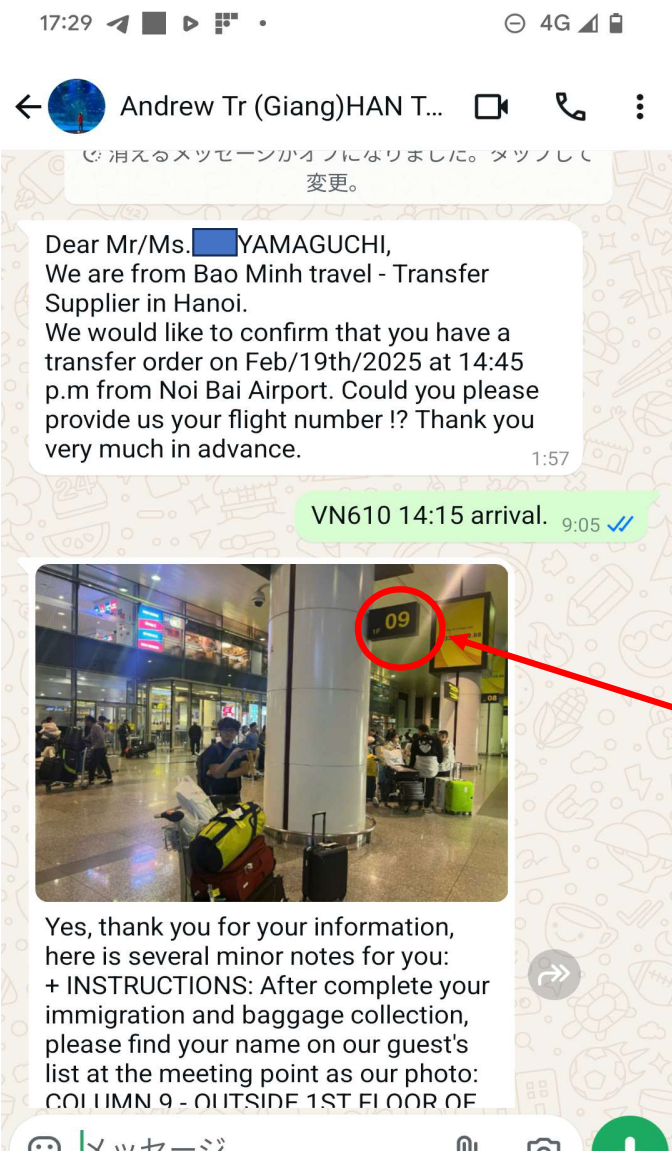 17:29
4G
Andrew Tr (Giang)HAN T...
消えるメッセージがオフになりました。タップして
変更。
Dear Mr/Ms. YAMAGUCHI,
We are from Bao Minh travel - Transfer
Supplier in Hanoi.
We would like to confirm that you have a
transfer order on Feb/19th/2025 at 14:45
p.m from Noi Bai Airport. Could you please
provide us your flight number !? Thank you
very much in advance.
1:57
VN610 14:15 arrival.
9:05
1F 09
08
Yes, thank you for your information,
here is several minor notes for you:
+ INSTRUCTIONS: After complete your
immigration and baggage collection,
please find your name on our guest's
list at the meeting point as our photo:
COLUMN 9 - OUTSIDE 1ST FLOOR OF
メッセージ